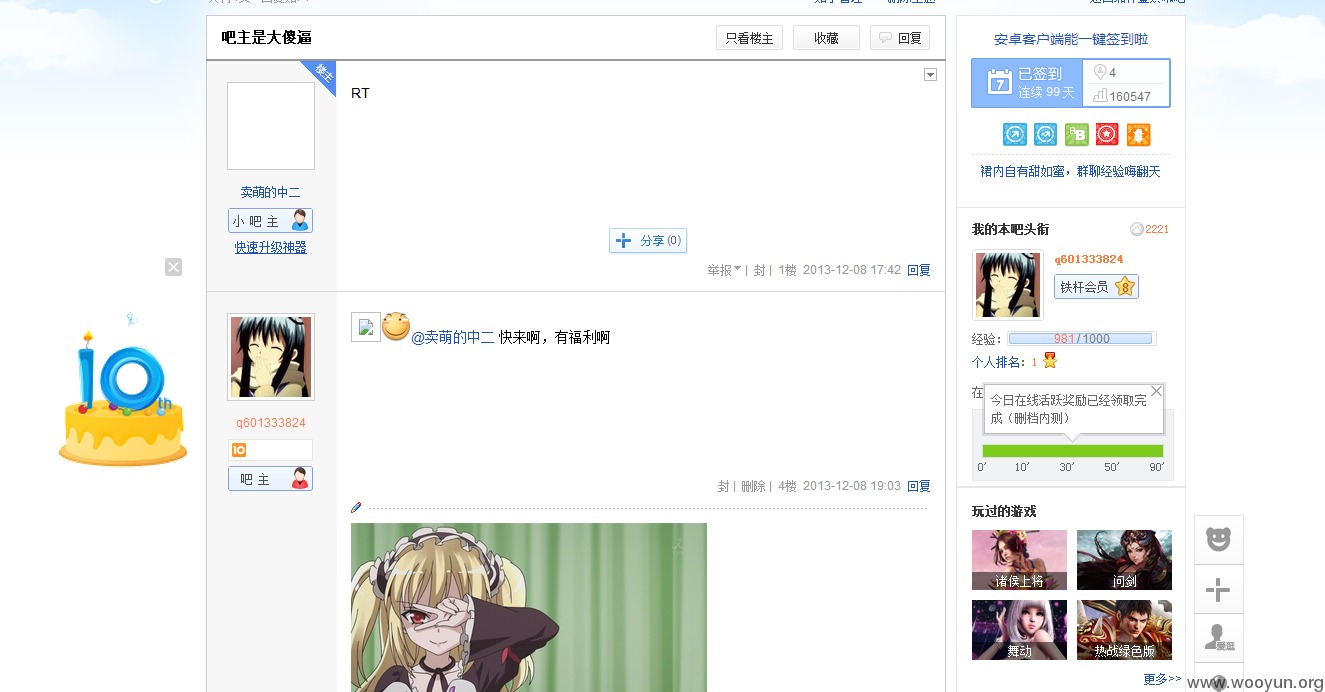 吧主是大傻逼
只看楼主
收藏
回复
楼主
RT
卖萌的中二
小吧主
快速升级神器
分享(0)
举报 | 封 | 1楼 2013-12-08 17:42 回复
@卖萌的中二 快来啊，有福利啊
q601333824
10
吧主
封 | 删除 | 4楼 2013-12-08 19:03 回复
10th
安卓客户端能一键签到啦
7
已签到
连续 99 天
4
160547
裙内自有甜如蜜，群聊经验嗨翻天
我的本吧头衔
2221
q601333824
铁杆会员 8
经验：
981/1000
个人排名：1
在
今日在线活跃奖励已经领取完
成（删档内测）
0′ 10′ 30′ 50′ 90′
玩过的游戏
诸侯上将
问剑
舞动
热战绿色版
更多>>
爱逛
www.wooyun.org